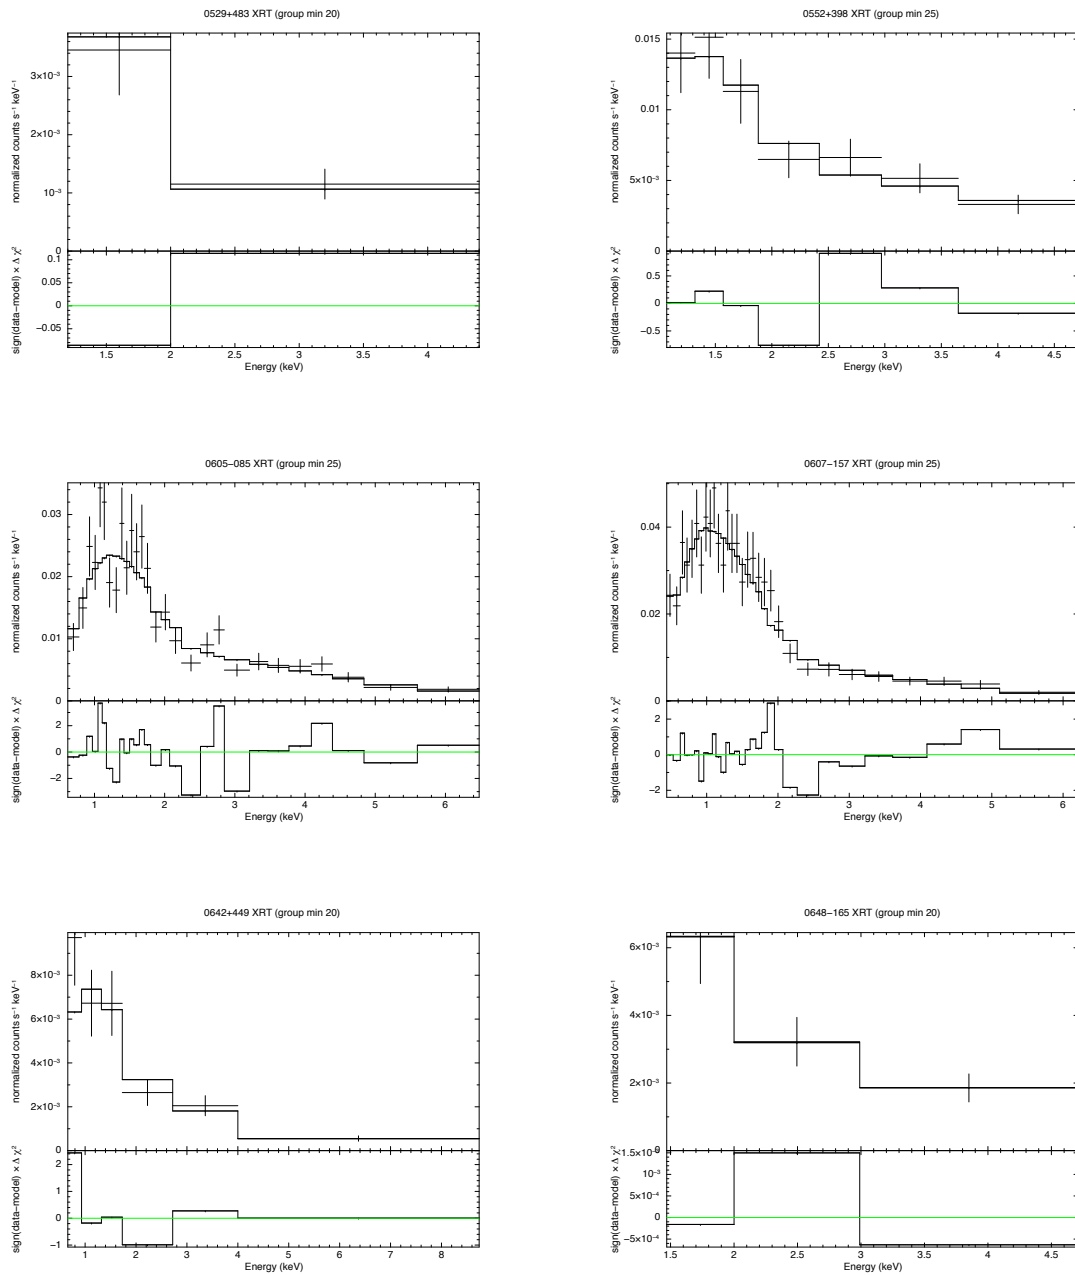 0529+483 XRT (group min 20)
normalized counts s⁻¹ keV⁻¹
3×10⁻³
2×10⁻³
10⁻³
0
sign(data−model) × Δ χ²
0.1
0.05
0
−0.05
1.5 2 2.5 3 3.5 4
Energy (keV)
0552+398 XRT (group min 25)
normalized counts s⁻¹ keV⁻¹
0.015
0.01
5×10⁻³
0
sign(data−model) × Δ χ²
0.5
0
−0.5
1.5 2 2.5 3 3.5 4 4.5
Energy (keV)
0605−085 XRT (group min 25)
normalized counts s⁻¹ keV⁻¹
0.03
0.02
0.01
0
sign(data−model) × Δ χ²
2
0
−2
1 2 3 4 5 6
Energy (keV)
0607−157 XRT (group min 25)
normalized counts s⁻¹ keV⁻¹
0.04
0.02
0
sign(data−model) × Δ χ²
2
0
−2
1 2 3 4 5 6
Energy (keV)
0642+449 XRT (group min 20)
normalized counts s⁻¹ keV⁻¹
8×10⁻³
6×10⁻³
4×10⁻³
2×10⁻³
0
sign(data−model) × Δ χ²
2
1
0
−1
1 2 3 4 5 6 7 8
Energy (keV)
0648−165 XRT (group min 20)
normalized counts s⁻¹ keV⁻¹
6×10⁻³
4×10⁻³
2×10⁻³
0
sign(data−model) × Δ χ²
1.5×10⁻³
10⁻³
5×10⁻⁴
0
−5×10⁻⁴
1.5 2 2.5 3 3.5 4 4.5
Energy (keV)